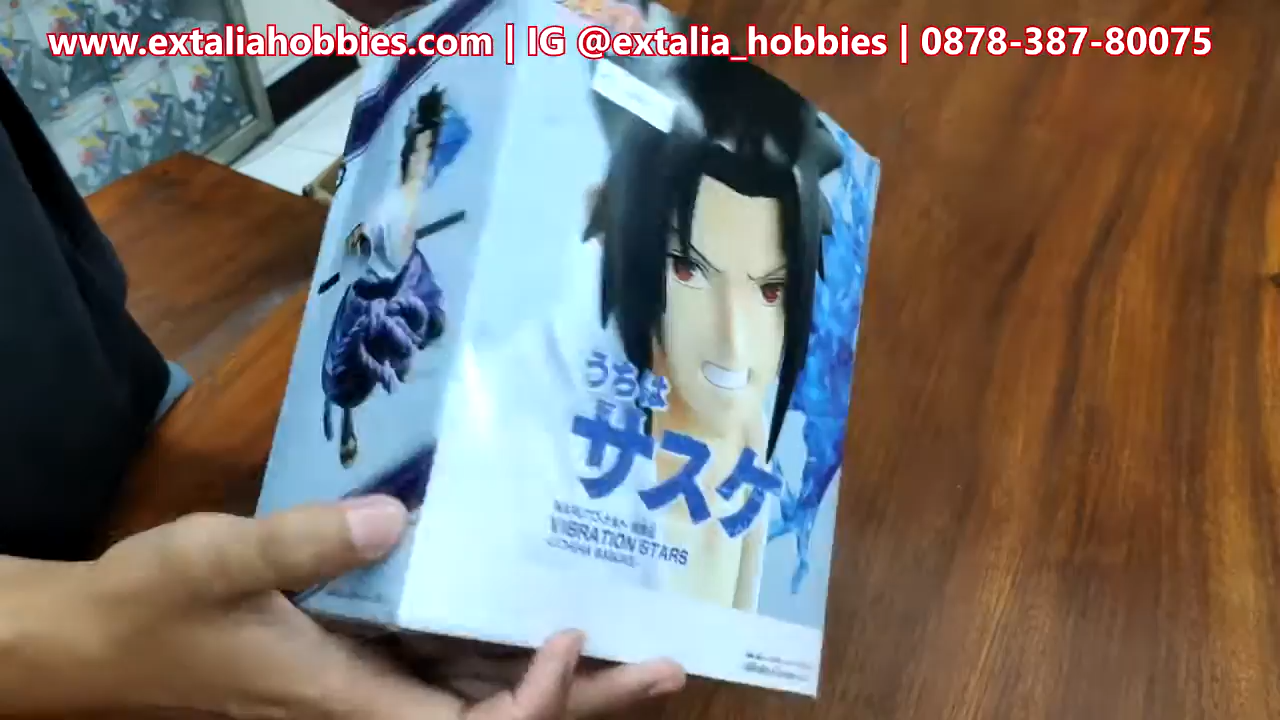 www.extaliahobbies.com | IG @extalia_hobbies | 0878-387-80075
うちは
サスケ
VIBRATION STARS